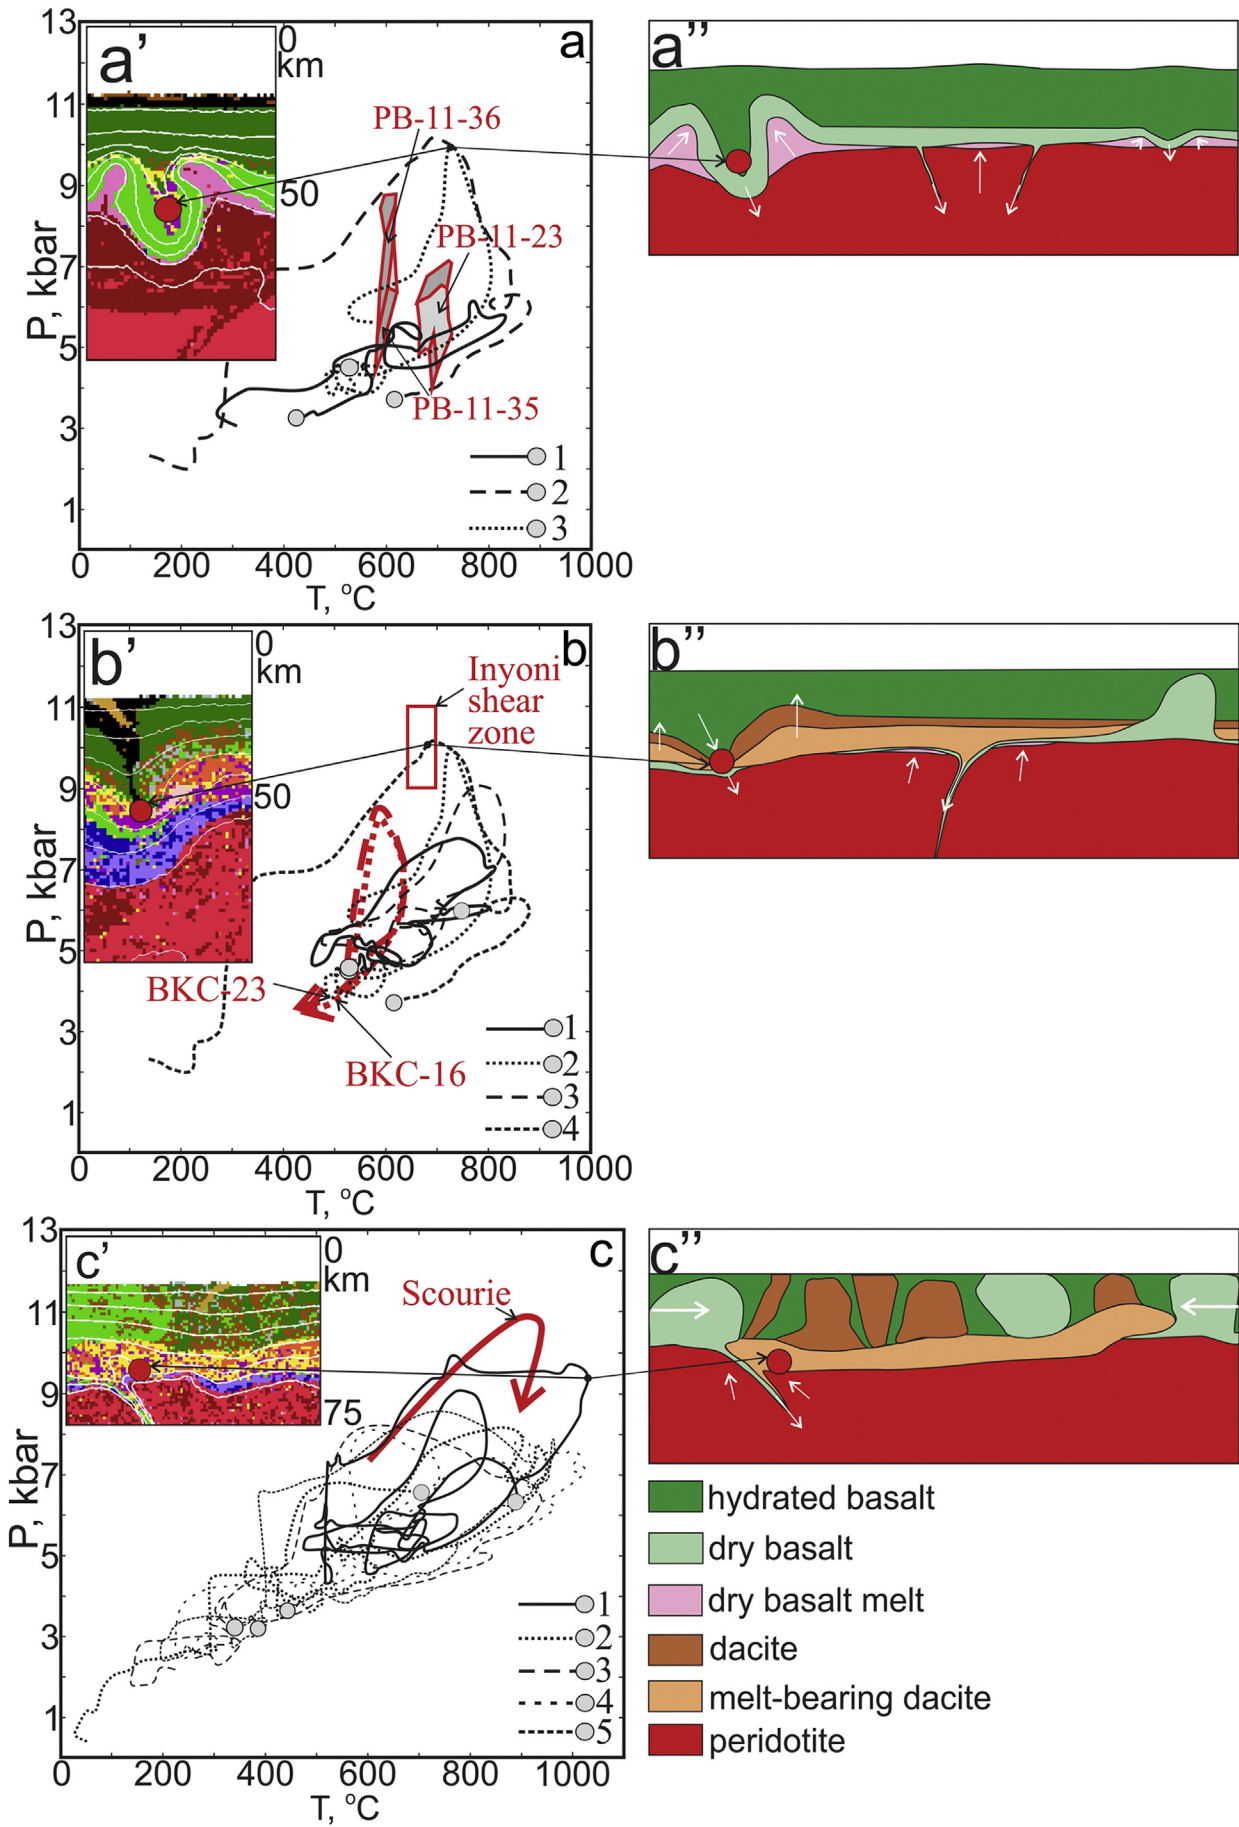 13
11
9
7
5
3
1
P, kbar
a’
0
km
50
a
PB-11-36
PB-11-23
PB-11-35
1
2
3
0 200 400 600 800 1000
T, °C
a’’
13
11
9
7
5
3
1
P, kbar
b’
0
km
50
b
Inyoni
shear
zone
BKC-23
BKC-16
1
2
3
4
0 200 400 600 800 1000
T, °C
b’’
13
11
9
7
5
3
1
P, kbar
c’
0
km
75
c
Scourie
1
2
3
4
5
0 200 400 600 800 1000
T, °C
c’’
hydrated basalt
dry basalt
dry basalt melt
dacite
melt-bearing dacite
peridotite